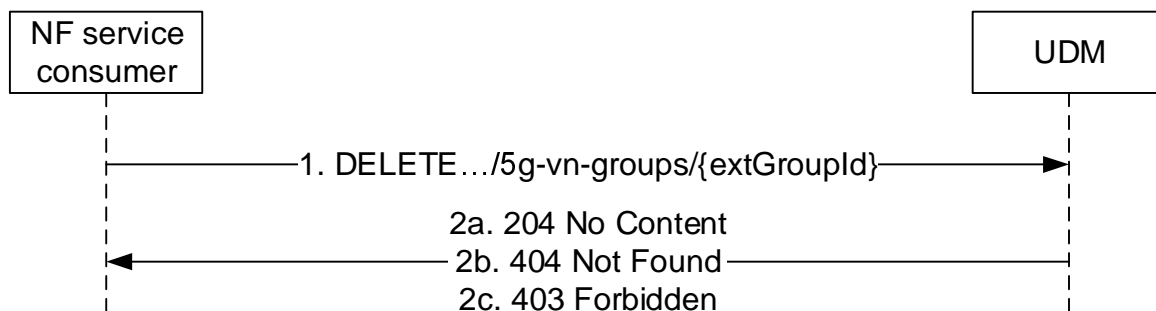 NF service
consumer
UDM
1. DELETE…/5g-vn-groups/{extGroupId}
2a. 204 No Content
2b. 404 Not Found
2c. 403 Forbidden